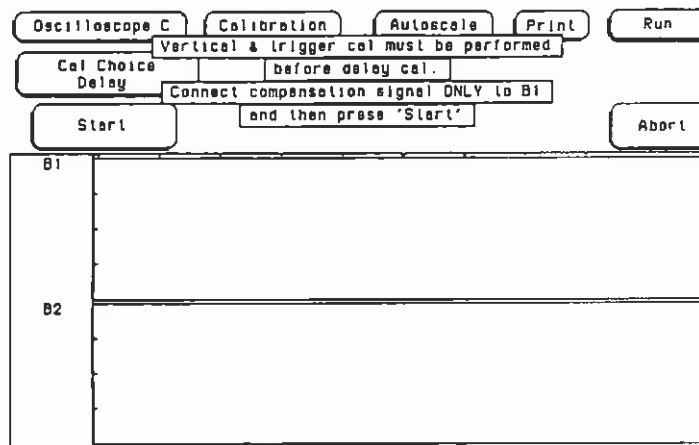 Oscilloscope C Calibration Autoscale Print Run
Vertical & trigger cal must be performed
Cal Choice
Delay
before delay cal.
Connect compensation signal ONLY to B1
Start
and then press 'Start'
Abort
B1
B2